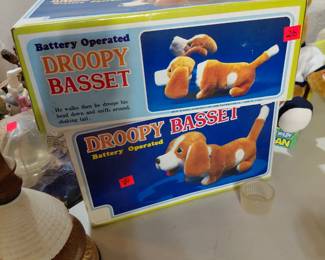 Battery Operated
DROOPY
BASSET
He walks then he droops his
head down and sniffs around
shaking tail.
DROOPY BASSET
Battery Operated